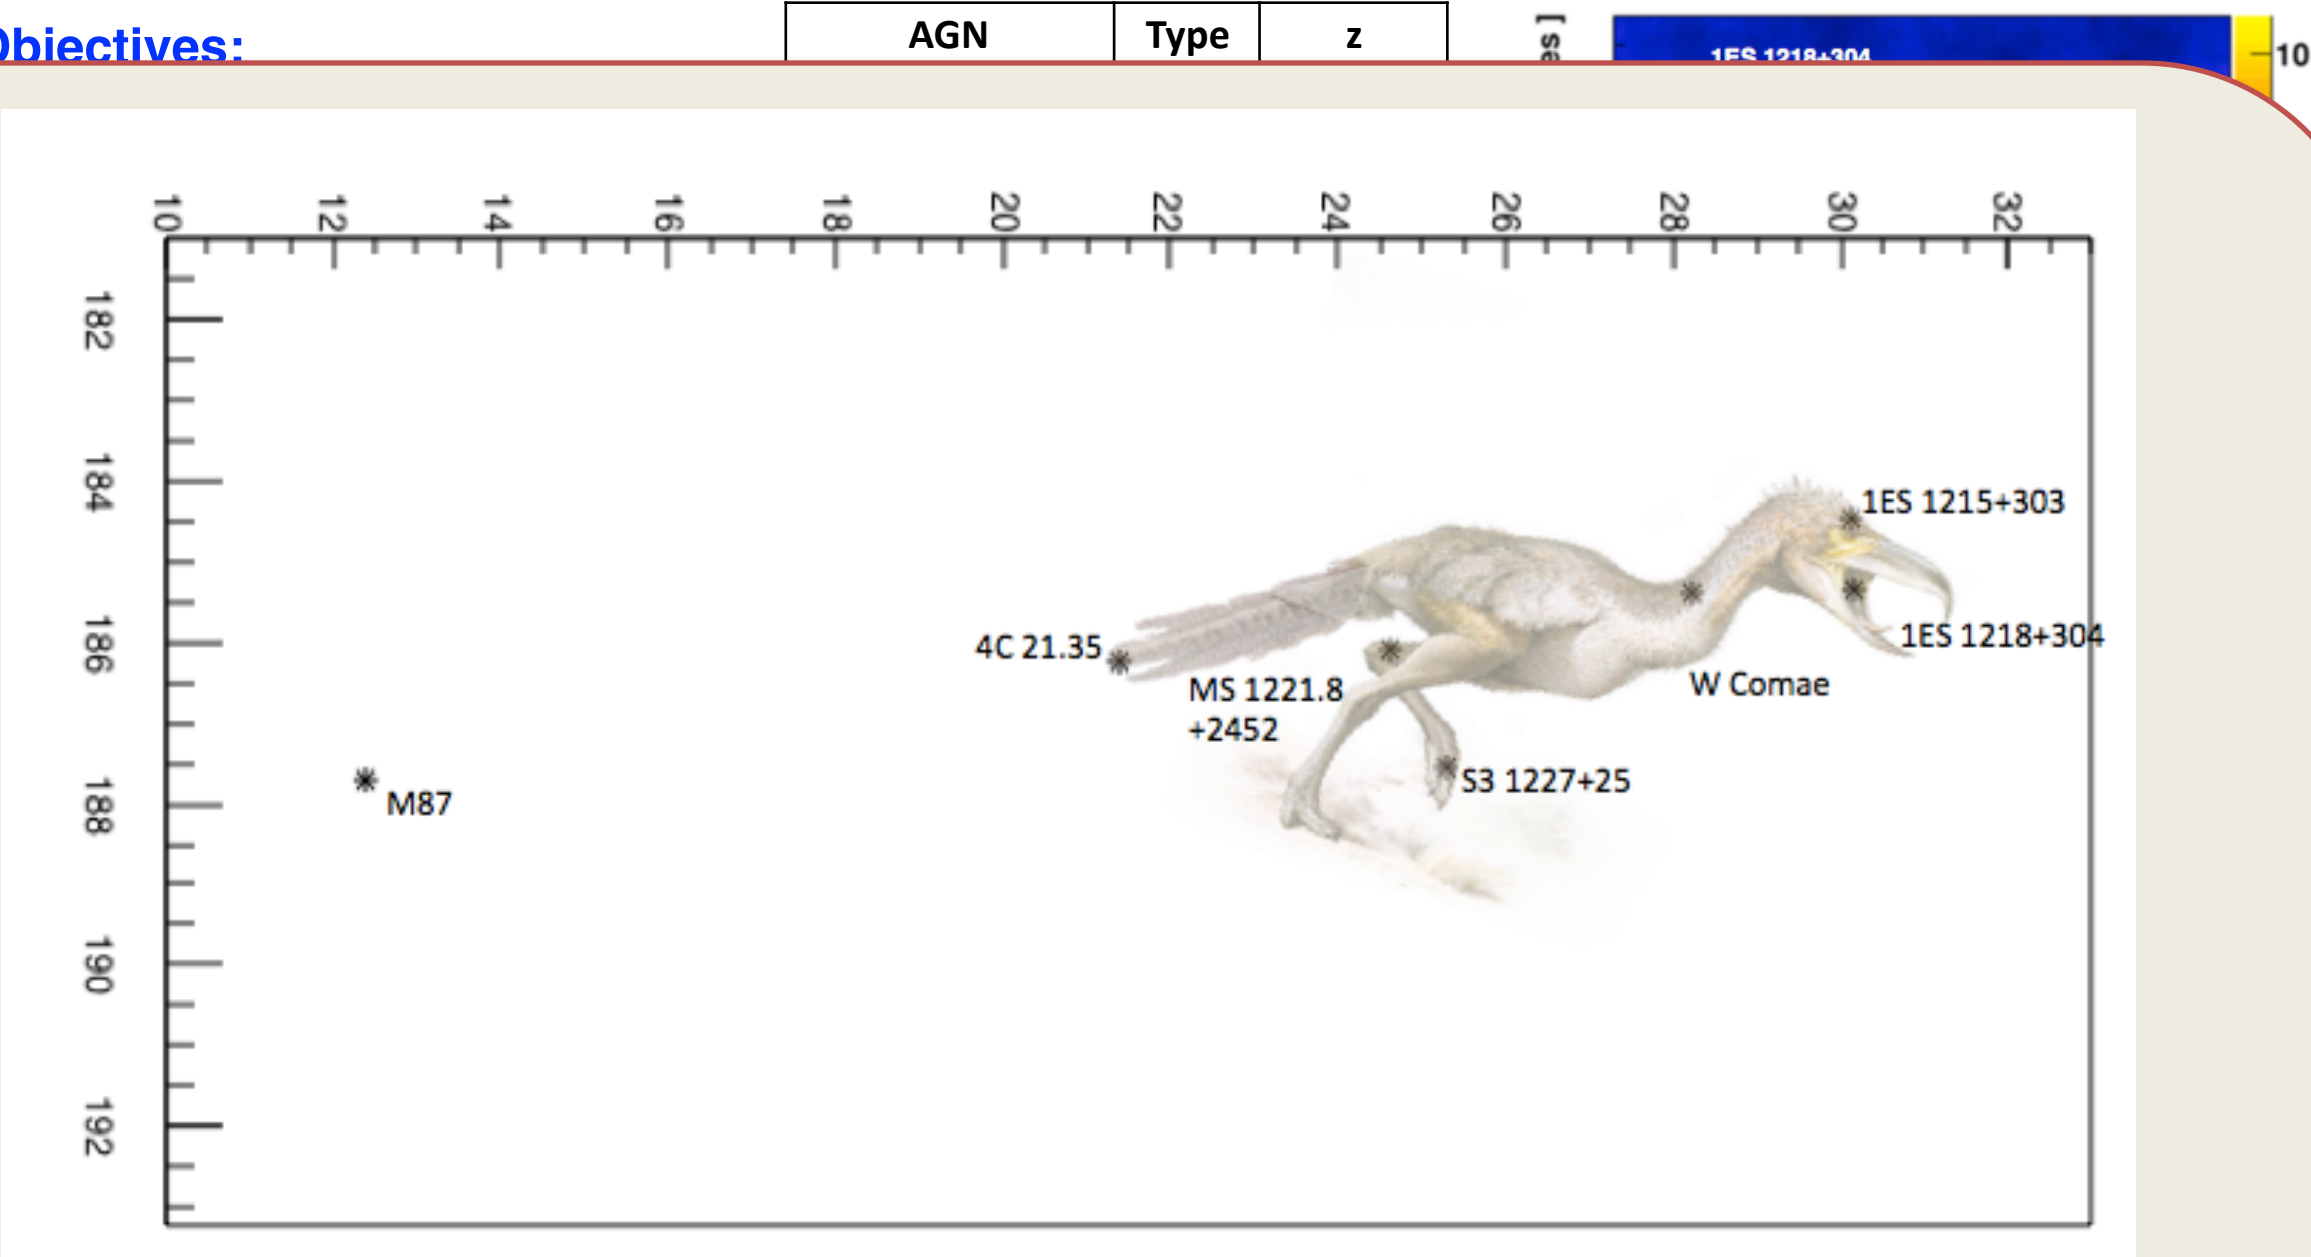 Objectives:
AGN Type z
es ]
1ES 1218+304
10
10 12 14 16 18 20 22 24 26 28 30 32
182
184
186
188
190
192
1ES 1215+303
1ES 1218+304
W Comae
4C 21.35
MS 1221.8
+2452
S3 1227+25
M87